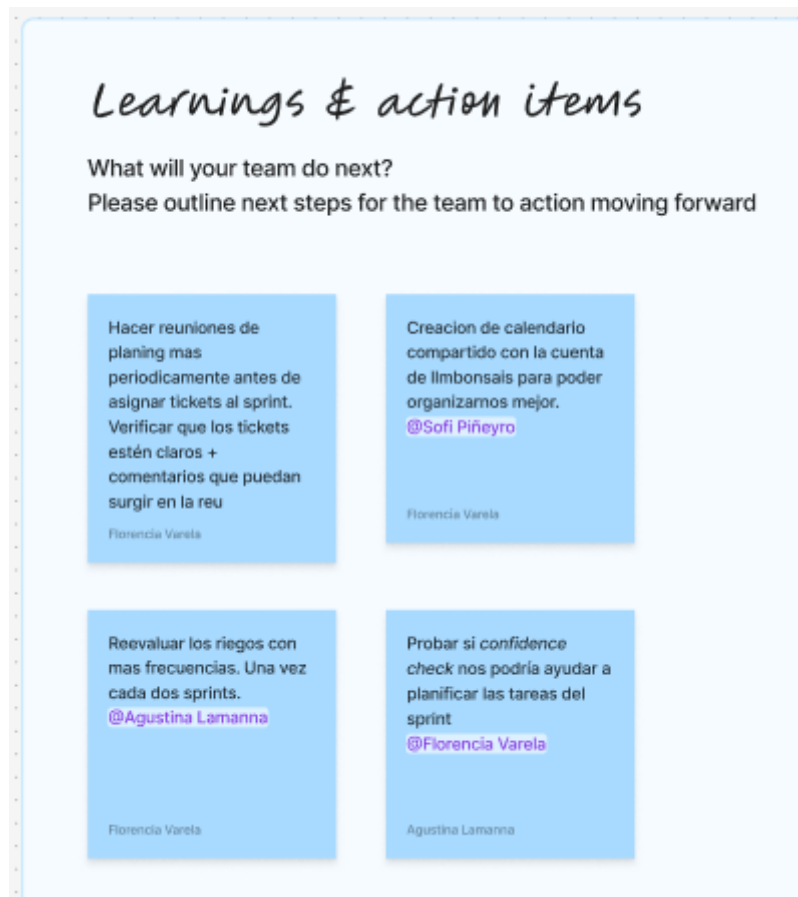 Learnings & action items
What will your team do next?
Please outline next steps for the team to action moving forward
Hacer reuniones de
planing mas
periodicamente antes de
asignar tickets al sprint.
Verificar que los tickets
estén claros +
comentarios que puedan
surgir en la reu
Florencia Varela
Creacion de calendario
compartido con la cuenta
de Ilmbonsais para poder
organizarnos mejor.
@Sofi Piñeyro
Florencia Varela
Reevaluar los riegos con
mas frecuencias. Una vez
cada dos sprints.
@Agustina Lamanna
Florencia Varela
Probar si confidence
check nos podría ayudar a
planificar las tareas del
sprint
@Florencia Varela
Agustina Lamanna